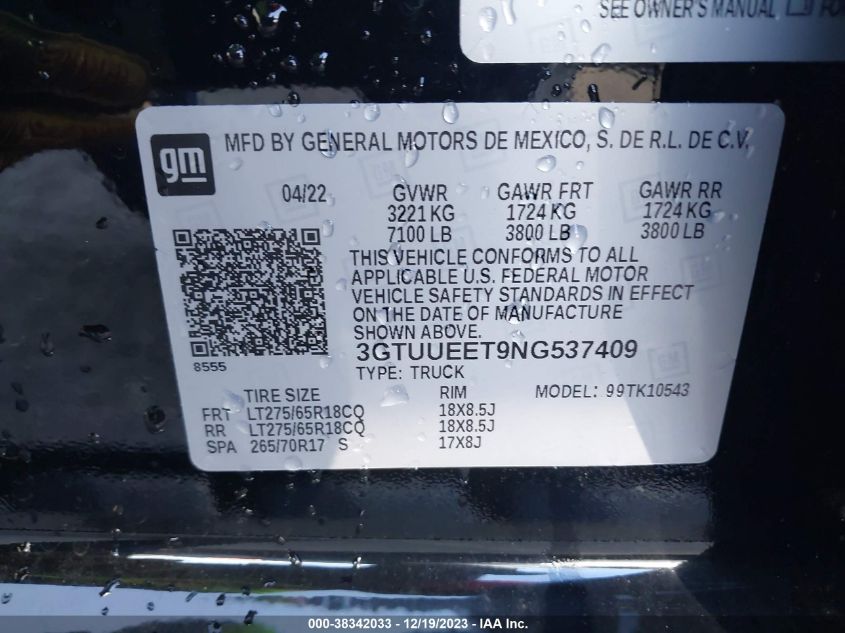 SEE OWNER'S MANUAL
gm
MFD BY GENERAL MOTORS DE MEXICO, S. DE R.L. DE C.V.
04/22 GVWR GAWR FRT GAWR RR
3221 KG 1724 KG 1724 KG
7100 LB 3800 LB 3800 LB
THIS VEHICLE CONFORMS TO ALL
APPLICABLE U.S. FEDERAL MOTOR
VEHICLE SAFETY STANDARDS IN EFFECT
ON THE DATE OF MANUFACTURE
SHOWN ABOVE.
8555
3GTUUEET9NG537409
TYPE: TRUCK
TIRE SIZE RIM MODEL: 99TK10543
FRT LT275/65R18CQ 18X8.5J
RR LT275/65R18CQ 18X8.5J
SPA 265/70R17 S 17X8J
000-38342033 - 12/19/2023 - IAAI.com